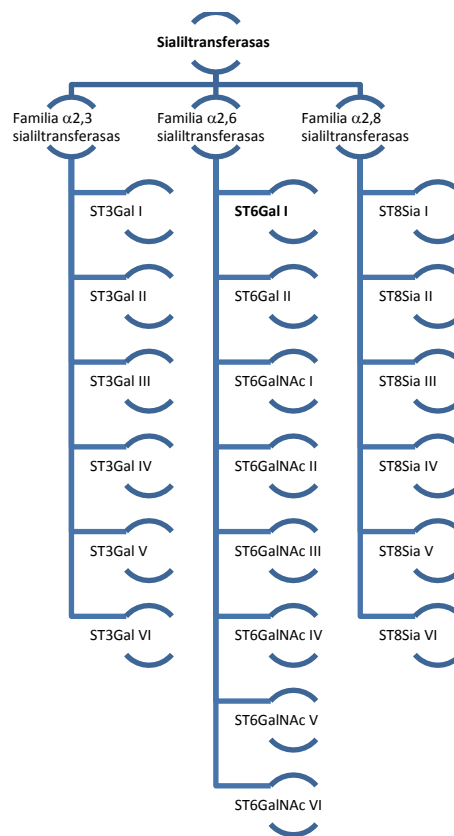 Sialiltransferasas
Familia α2,3
sialiltransferasas
Familia α2,6
sialiltransferasas
Familia α2,8
sialiltransferasas
ST3Gal I
ST3Gal II
ST3Gal III
ST3Gal IV
ST3Gal V
ST3Gal VI
ST6Gal I
ST6Gal II
ST6GalNAc I
ST6GalNAc II
ST6GalNAc III
ST6GalNAc IV
ST6GalNAc V
ST6GalNAc VI
ST8Sia I
ST8Sia II
ST8Sia III
ST8Sia IV
ST8Sia V
ST8Sia VI